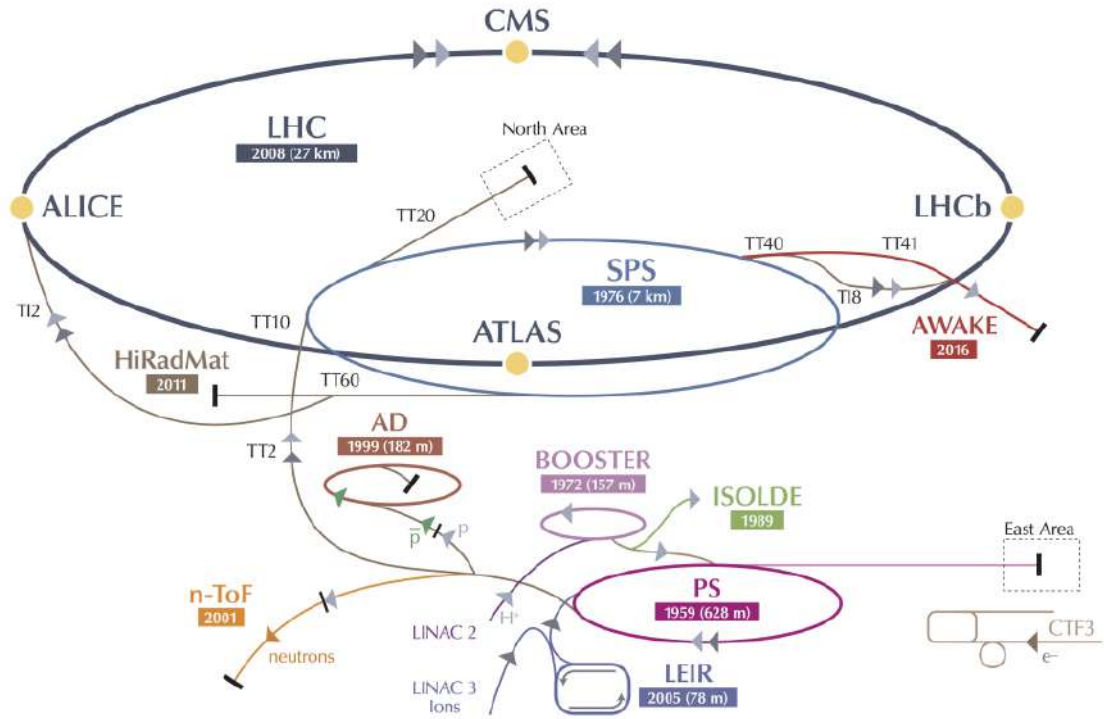 CMS
LHC
2008 (27 km)
North Area
ALICE
LHCb
TT20
TT40
TT41
SPS
1976 (7 km)
TI2
TI8
TT10
ATLAS
AWAKE
2016
HiRadMat
2011
TT60
AD
1999 (182 m)
TT2
BOOSTER
1972 (157 m)
ISOLDE
1989
p̅
p
East Area
n-ToF
2001
PS
1959 (628 m)
H⁺
LINAC 2
neutrons
CTF3
e–
LEIR
2005 (78 m)
LINAC 3
Ions